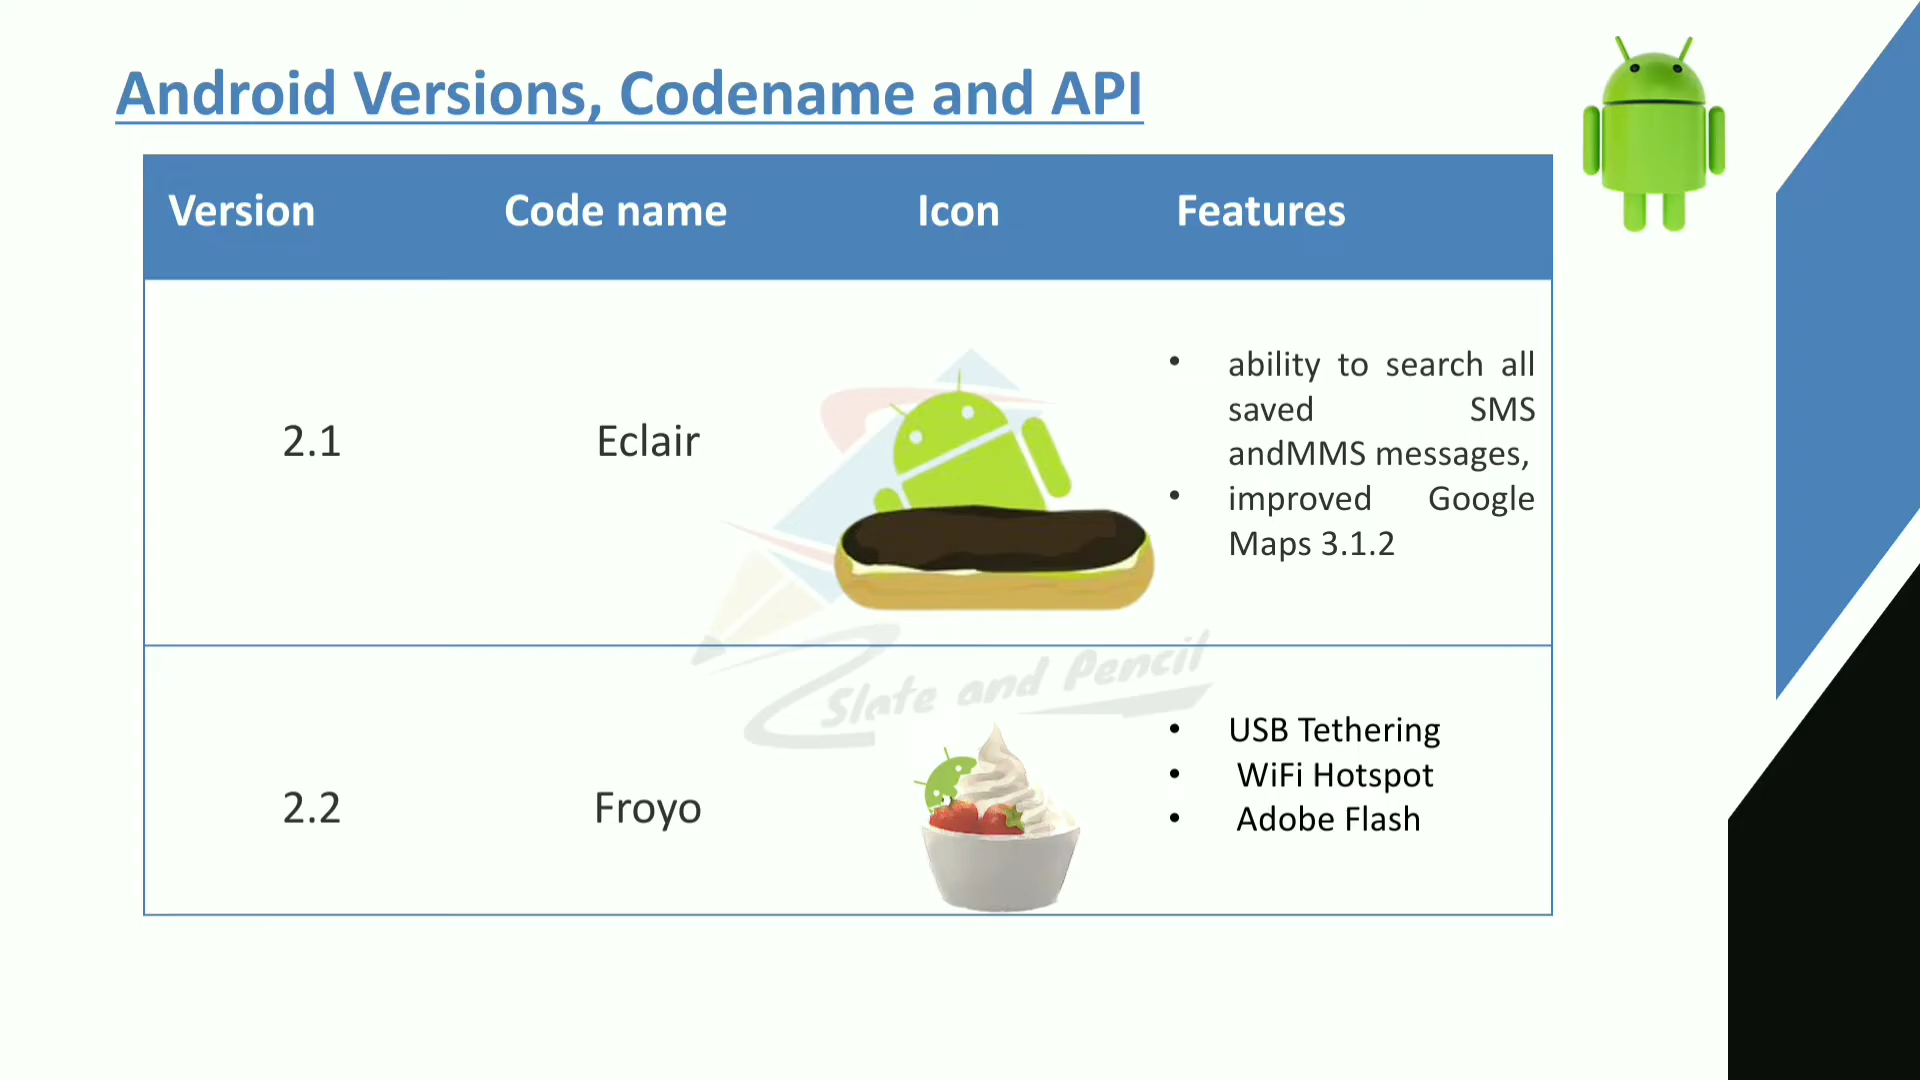 Android Versions, Codename and API
Version Code name Icon Features
2.1 Eclair
• ability to search all
saved SMS
andMMS messages,
• improved Google
Maps 3.1.2
Slate and Pencil
2.2 Froyo
• USB Tethering
• WiFi Hotspot
• Adobe Flash